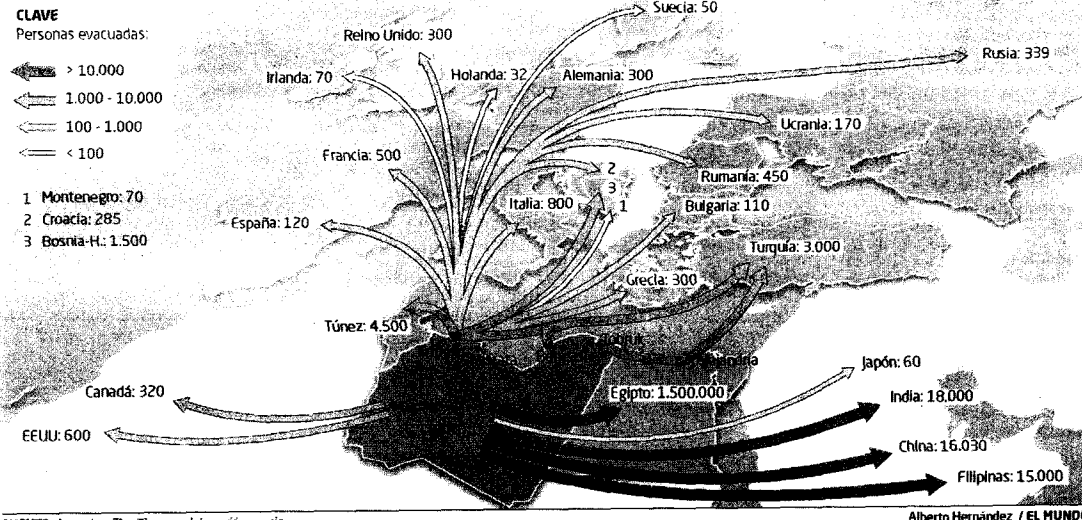 CLAVE
Personas evacuadas:
> 10.000
1.000 - 10.000
100 - 1.000
< 100
1 Montenegro: 70
2 Croacia: 285
3 Bosnia-H.: 1.500
Suecia: 50
Reino Unido: 300
Rusia: 339
Irlanda: 70
Holanda: 32
Alemania: 300
Ucrania: 170
Francia: 500
2
Rumanía: 450
3
Italia: 800
1
Bulgaria: 110
España: 120
Turquía: 3.000
Grecia: 300
Túnez: 4.500
Japón: 60
Canadá: 320
Egipto: 1.500.000
India: 18.000
EEUU: 600
China: 16.030
Filipinas: 15.000
Alberto Hernández / EL MUNDO